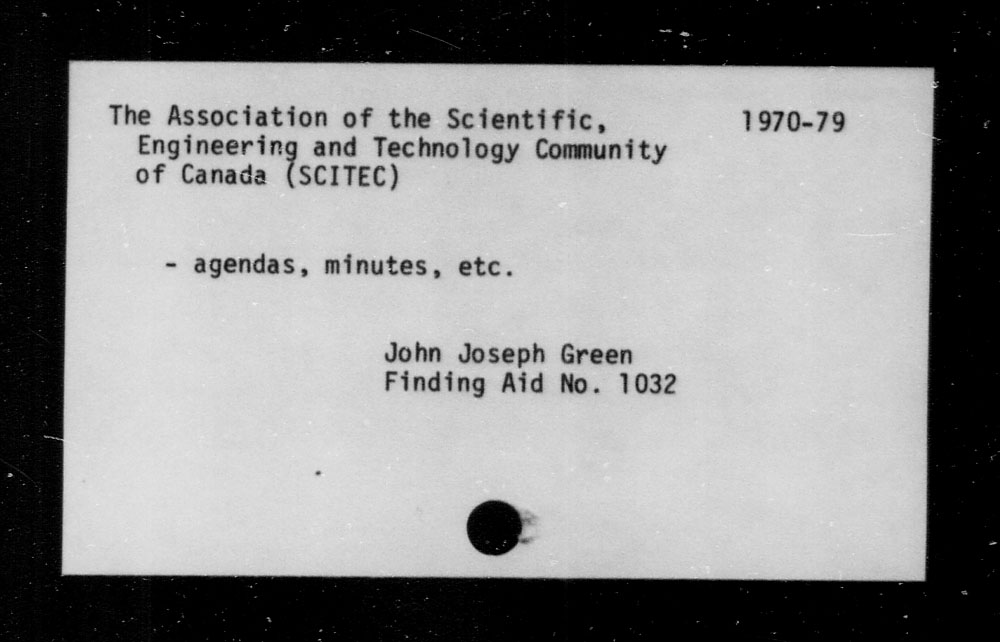 The Association of the Scientific, 1970-79
Engineering and Technology Community
of Canada (SCITEC)
- agendas, minutes, etc.
John Joseph Green
Finding Aid No. 1032